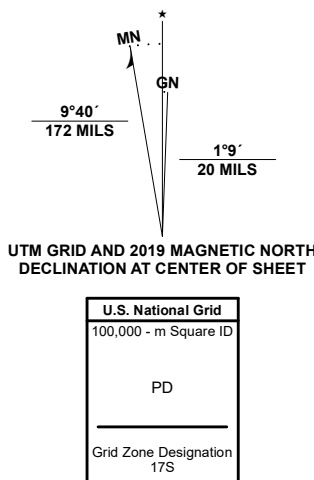 ★
MN
GN
9°40´
172 MILS
1°9´
20 MILS
UTM GRID AND 2019 MAGNETIC NORTH
DECLINATION AT CENTER OF SHEET
U.S. National Grid
100,000 - m Square ID
PD
Grid Zone Designation
17S